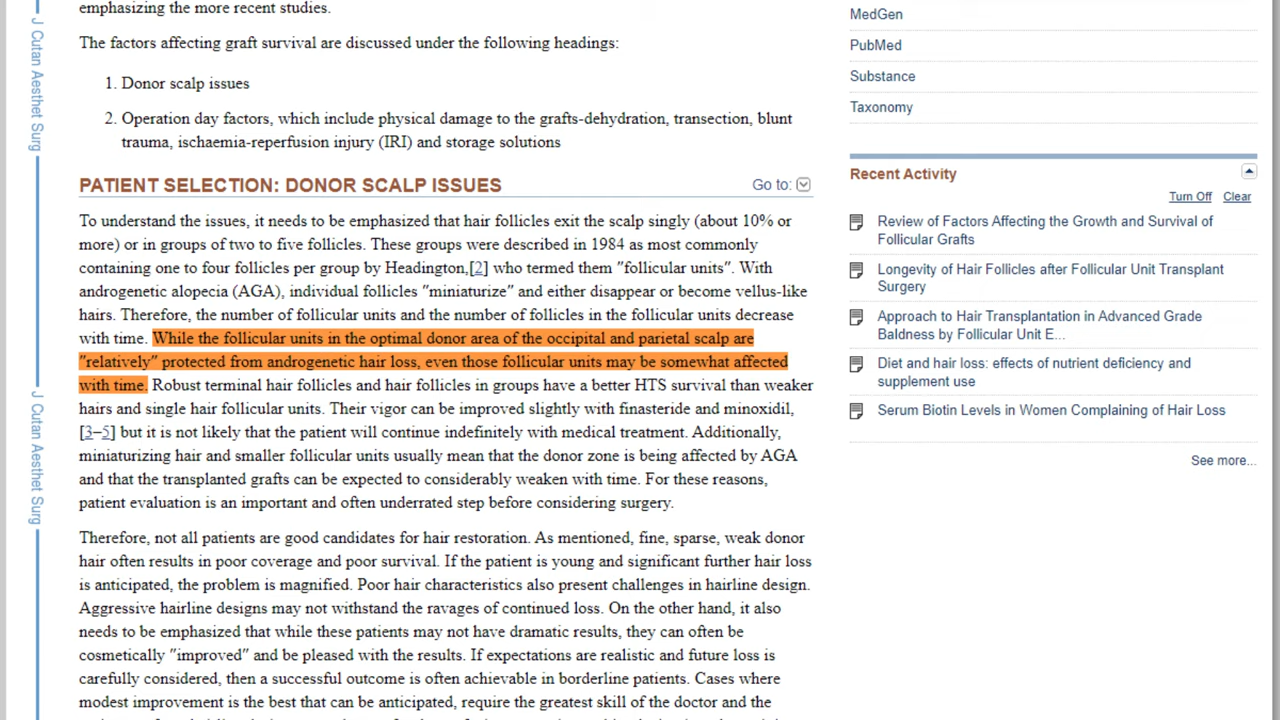 emphasizing the more recent studies.
The factors affecting graft survival are discussed under the following headings:
1. Donor scalp issues
2. Operation day factors, which include physical damage to the grafts-dehydration, transection, blunt
trauma, ischaemia-reperfusion injury (IRI) and storage solutions
PATIENT SELECTION: DONOR SCALP ISSUES
Go to:
To understand the issues, it needs to be emphasized that hair follicles exit the scalp singly (about 10% or
more) or in groups of two to five follicles. These groups were described in 1984 as most commonly
containing one to four follicles per group by Headington,[2] who termed them "follicular units". With
androgenetic alopecia (AGA), individual follicles "miniaturize" and either disappear or become vellus-like
hairs. Therefore, the number of follicular units and the number of follicles in the follicular units decrease
with time. While the follicular units in the optimal donor area of the occipital and parietal scalp are
"relatively" protected from androgenetic hair loss, even those follicular units may be somewhat affected
with time. Robust terminal hair follicles and hair follicles in groups have a better HTS survival than weaker
hairs and single hair follicular units. Their vigor can be improved slightly with finasteride and minoxidil,
[3–5] but it is not likely that the patient will continue indefinitely with medical treatment. Additionally,
miniaturizing hair and smaller follicular units usually mean that the donor zone is being affected by AGA
and that the transplanted grafts can be expected to considerably weaken with time. For these reasons,
patient evaluation is an important and often underrated step before considering surgery.
Therefore, not all patients are good candidates for hair restoration. As mentioned, fine, sparse, weak donor
hair often results in poor coverage and poor survival. If the patient is young and significant further hair loss
is anticipated, the problem is magnified. Poor hair characteristics also present challenges in hairline design.
Aggressive hairline designs may not withstand the ravages of continued loss. On the other hand, it also
needs to be emphasized that while these patients may not have dramatic results, they can often be
cosmetically "improved" and be pleased with the results. If expectations are realistic and future loss is
carefully considered, then a successful outcome is often achievable in borderline patients. Cases where
modest improvement is the best that can be anticipated, require the greatest skill of the doctor and the
J Cutan Aesthet Surg
J Cutan Aesthet Surg
MedGen
PubMed
Substance
Taxonomy
Recent Activity
Turn Off Clear
Review of Factors Affecting the Growth and Survival of
Follicular Grafts
Longevity of Hair Follicles after Follicular Unit Transplant
Surgery
Approach to Hair Transplantation in Advanced Grade
Baldness by Follicular Unit E...
Diet and hair loss: effects of nutrient deficiency and
supplement use
Serum Biotin Levels in Women Complaining of Hair Loss
See more...